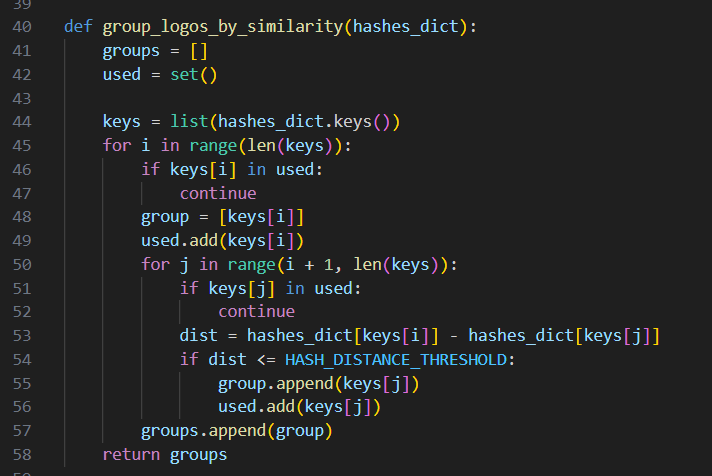 39
40 def group_logos_by_similarity(hashes_dict):
41     groups = []
42     used = set()
43
44     keys = list(hashes_dict.keys())
45     for i in range(len(keys)):
46         if keys[i] in used:
47             continue
48         group = [keys[i]]
49         used.add(keys[i])
50         for j in range(i + 1, len(keys)):
51             if keys[j] in used:
52                 continue
53             dist = hashes_dict[keys[i]] - hashes_dict[keys[j]]
54             if dist <= HASH_DISTANCE_THRESHOLD:
55                 group.append(keys[j])
56                 used.add(keys[j])
57         groups.append(group)
58     return groups